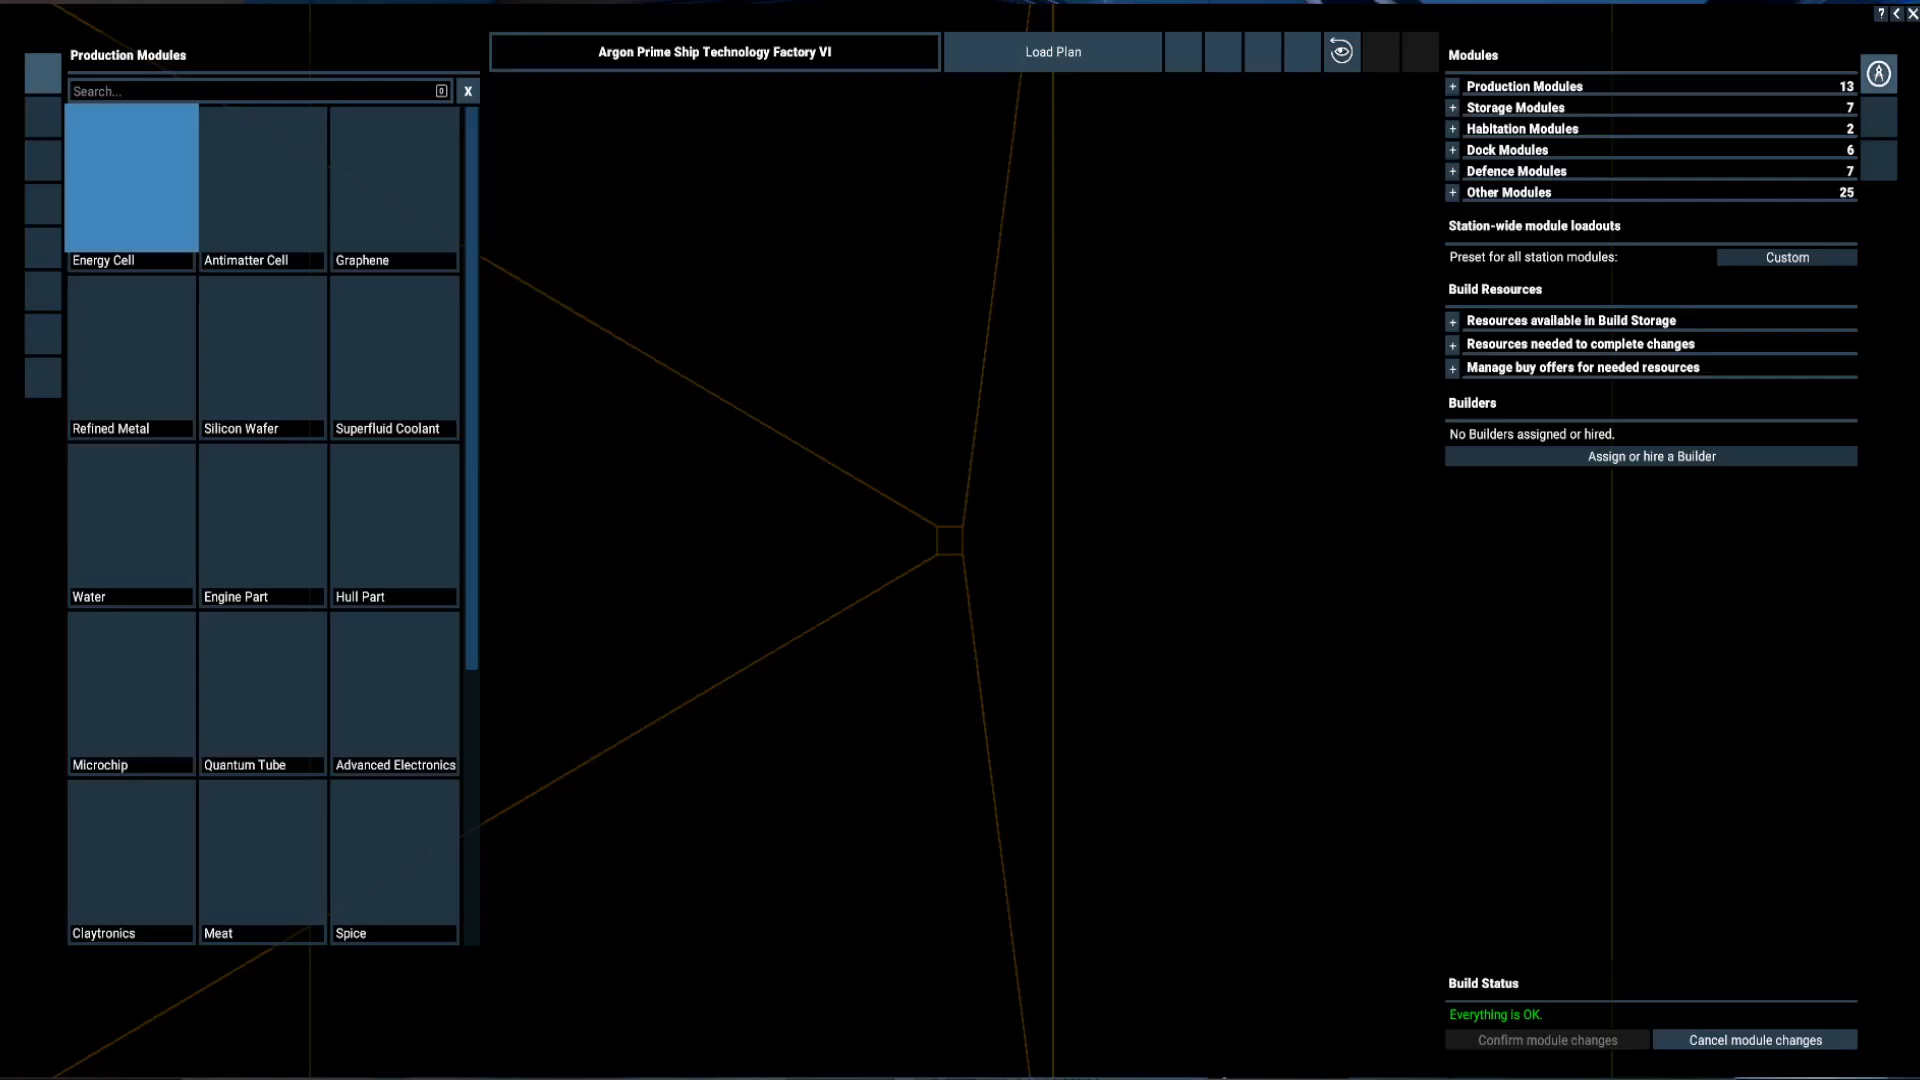 ? < X
Production Modules
Search... 0 X
Energy Cell
Antimatter Cell
Graphene
Refined Metal
Silicon Wafer
Superfluid Coolant
Water
Engine Part
Hull Part
Microchip
Quantum Tube
Advanced Electronics
Claytronics
Meat
Spice
Argon Prime Ship Technology Factory VI
Load Plan
Modules
+ Production Modules 13
+ Storage Modules 7
+ Habitation Modules 2
+ Dock Modules 6
+ Defence Modules 7
+ Other Modules 25
Station-wide module loadouts
Preset for all station modules: Custom
Build Resources
+ Resources available in Build Storage
+ Resources needed to complete changes
+ Manage buy offers for needed resources
Builders
No Builders assigned or hired.
Assign or hire a Builder
Build Status
Everything is OK.
Confirm module changes
Cancel module changes